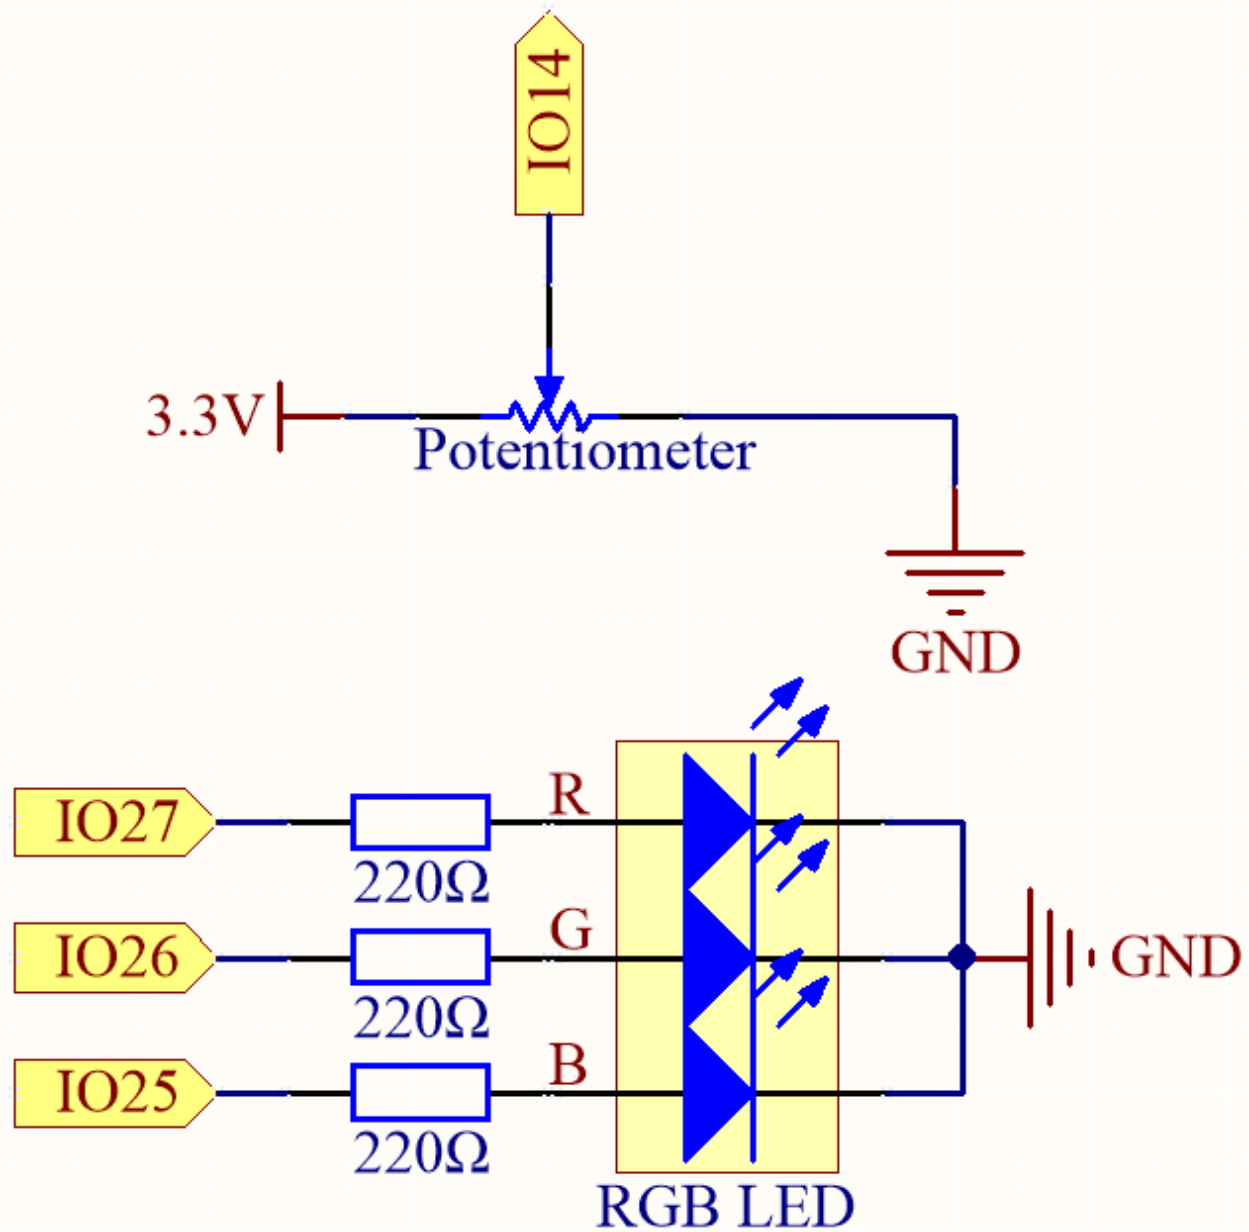 IO14
3.3V
Potentiometer
GND
IO27
R
220Ω
IO26
G
220Ω
GND
IO25
B
220Ω
RGB LED